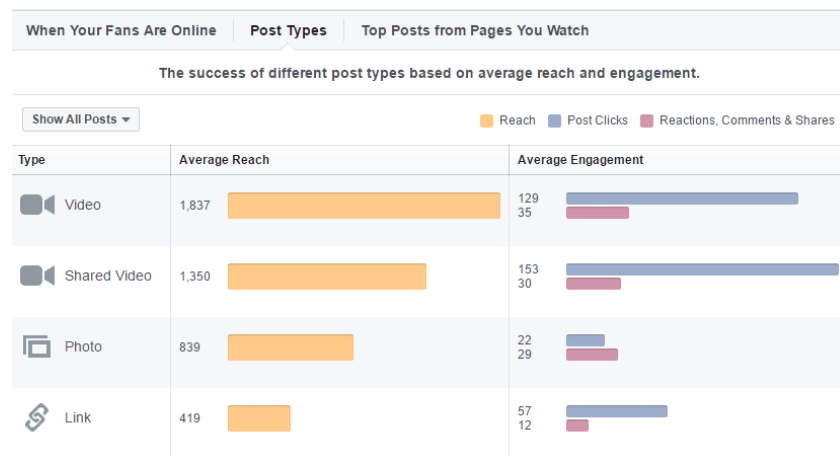 When Your Fans Are Online Post Types Top Posts from Pages You Watch
The success of different post types based on average reach and engagement.
Show All Posts Reach Post Clicks Reactions, Comments & Shares
Type Average Reach Average Engagement
Video 1,837 129
35
Shared Video 1,350 153
30
Photo 839 22
29
Link 419 57
12